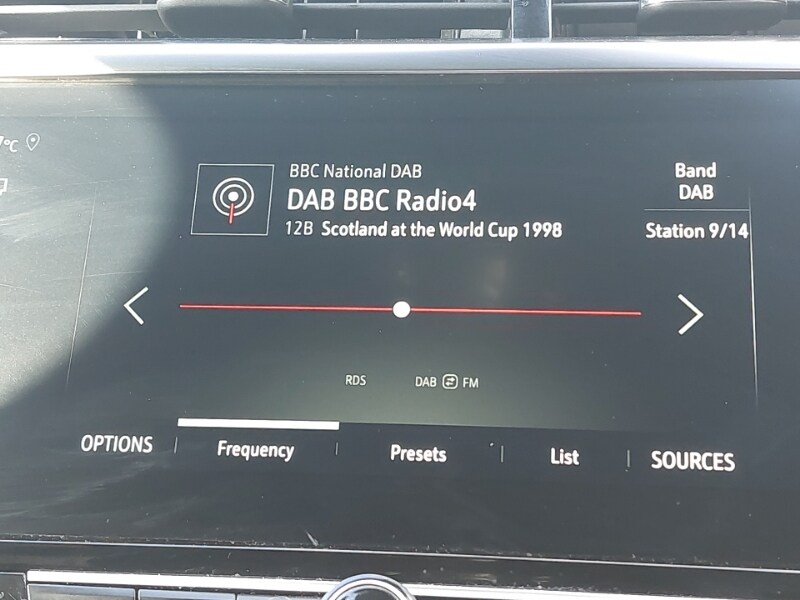 °C
BBC National DAB
DAB BBC Radio4
12B Scotland at the World Cup 1998
Band
DAB
Station 9/14
RDS
DAB FM
OPTIONS
Frequency
Presets
List
SOURCES